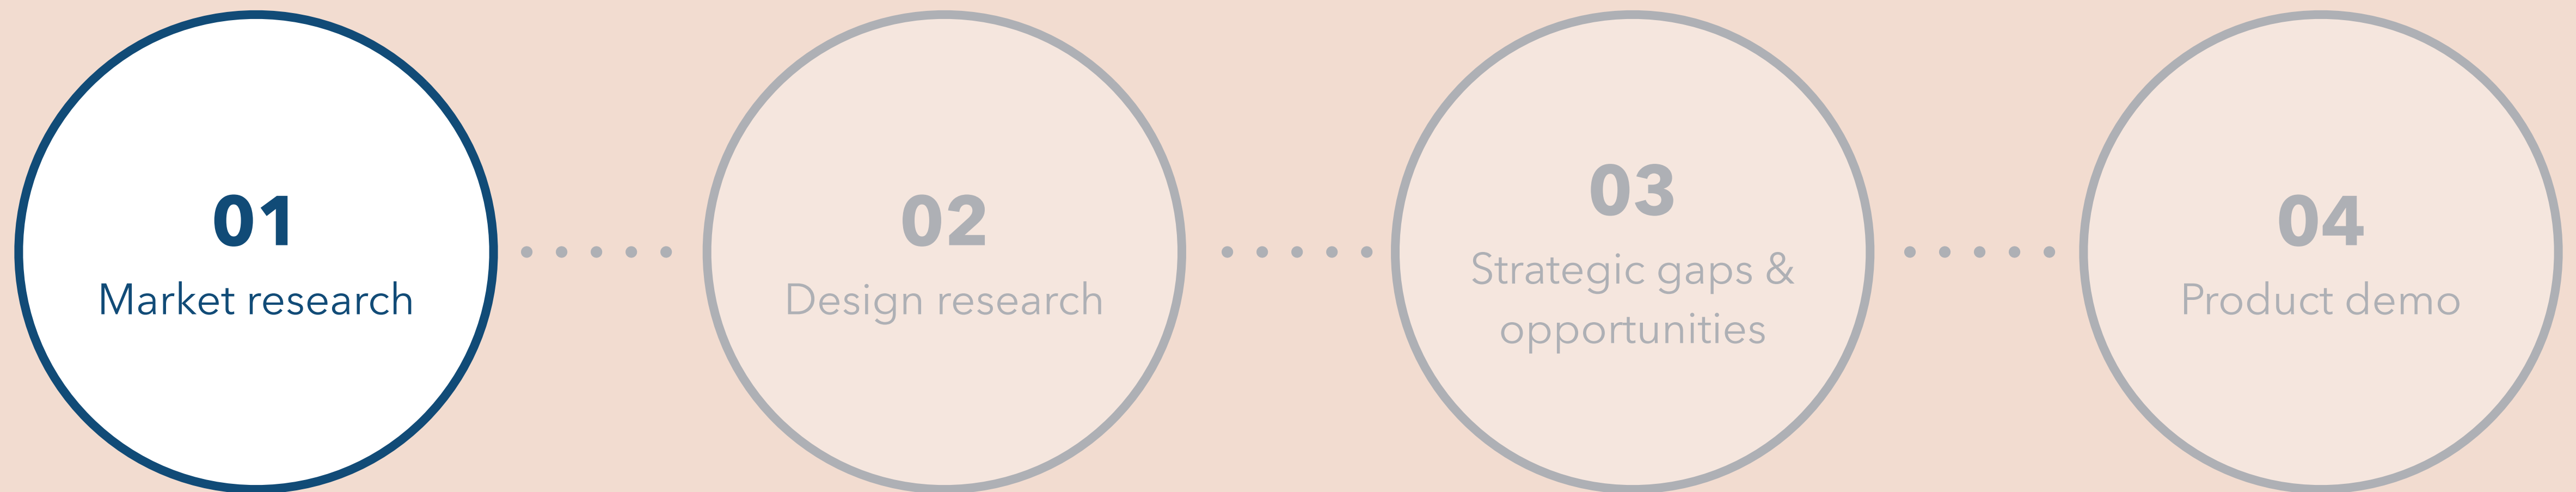 01
Market research
02
Design research
03
Strategic gaps &
opportunities
04
Product demo